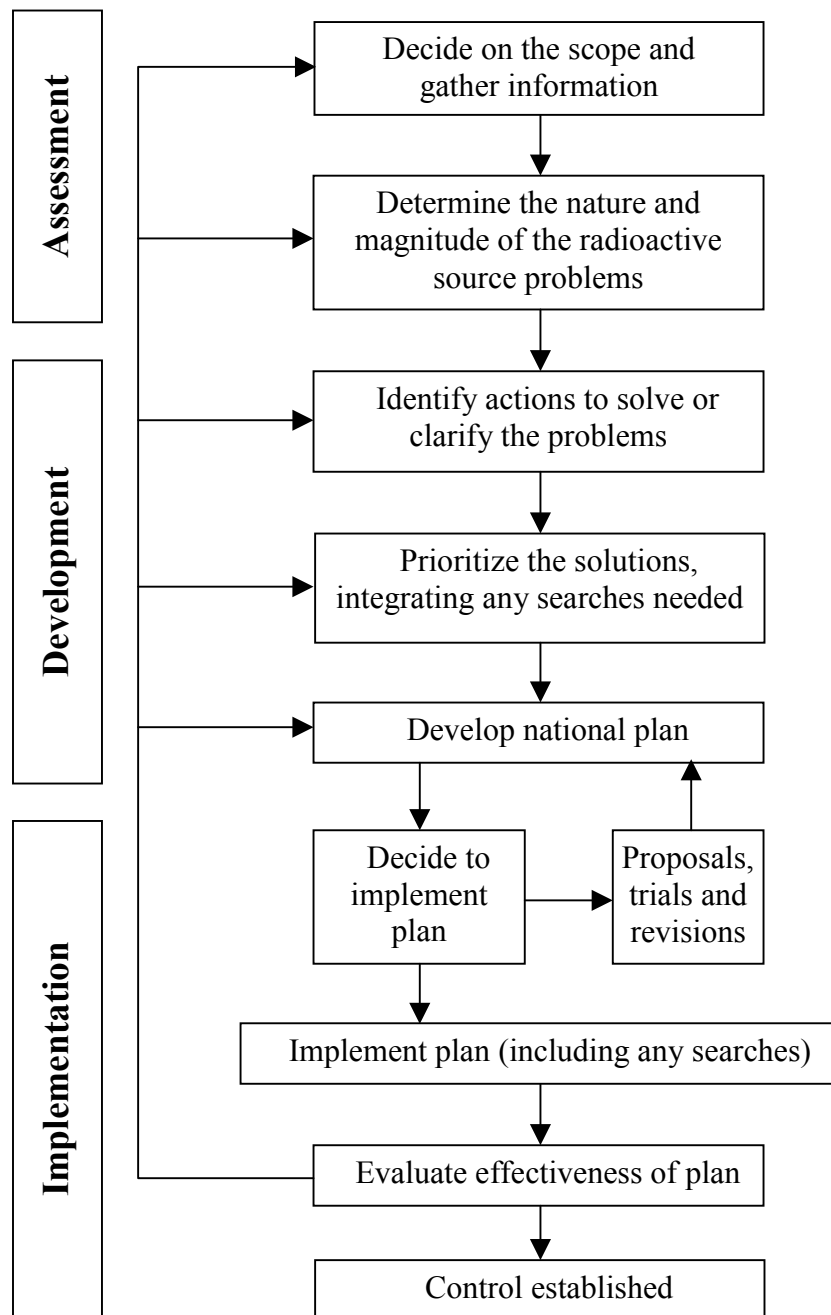 Assessment
Decide on the scope and
gather information
Determine the nature and
magnitude of the radioactive
source problems
Development
Identify actions to solve or
clarify the problems
Prioritize the solutions,
integrating any searches needed
Develop national plan
Implementation
Decide to
implement
plan
Proposals,
trials and
revisions
Implement plan (including any searches)
Evaluate effectiveness of plan
Control established